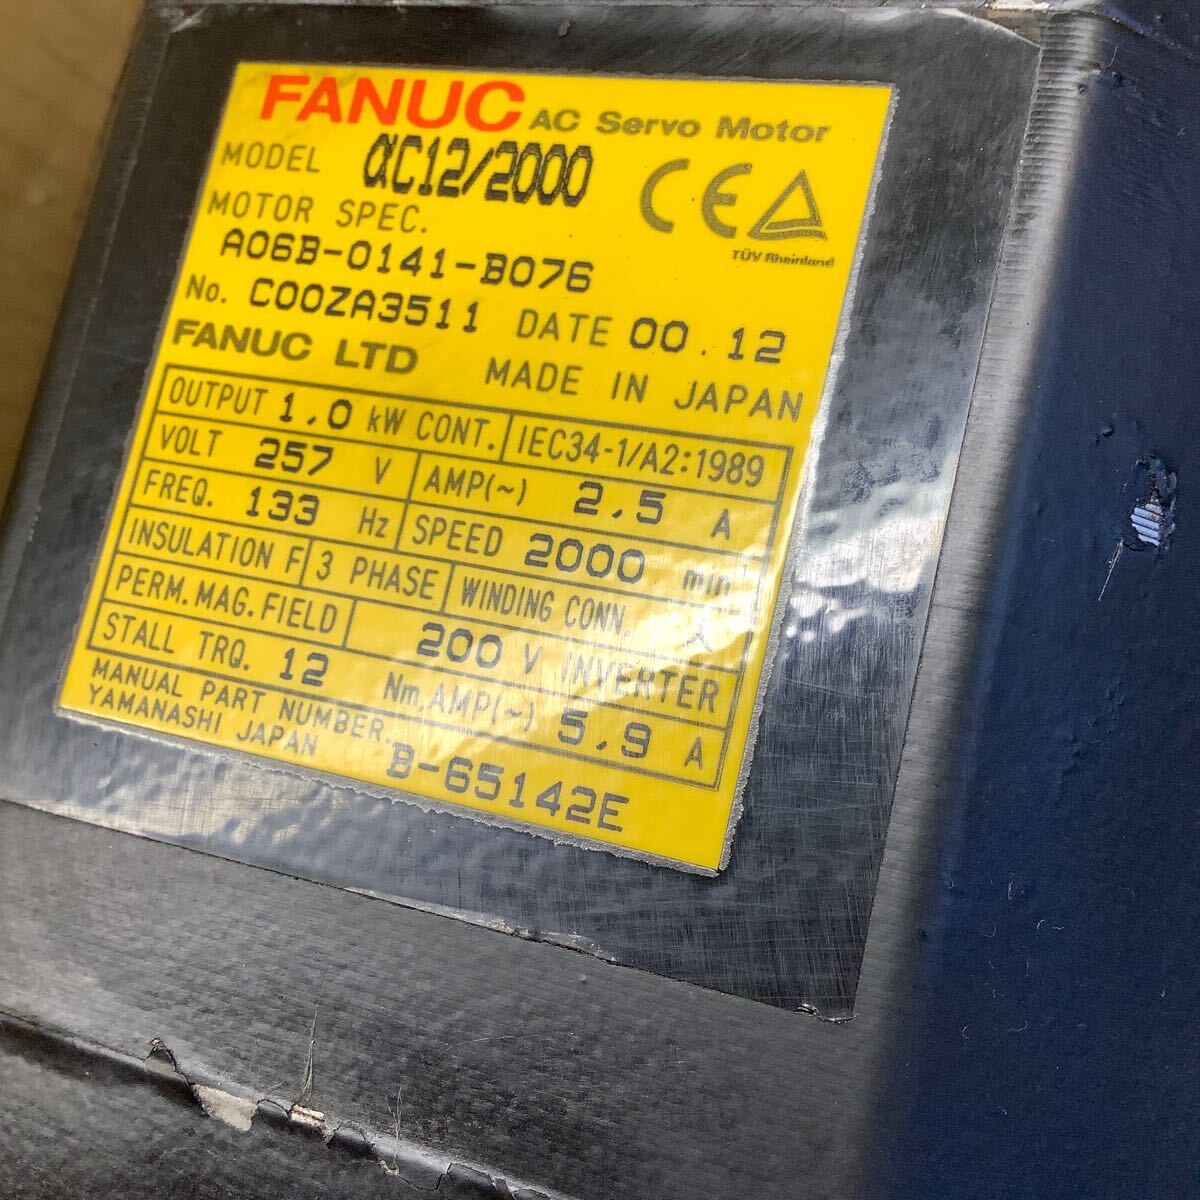 FANUC AC Servo Motor
MODEL αC12/2000
CE
MOTOR SPEC.
A06B-0141-B076
TÜV Rheinland
No. C00ZA3511 DATE 00.12
FANUC LTD MADE IN JAPAN
OUTPUT 1,0 kW CONT. IEC34-1/A2:1989
VOLT 257 V AMP(~) 2,5 A
FREQ. 133 Hz SPEED 2000 min
INSULATION F 3 PHASE WINDING CONN.
PERM.MAG.FIELD 200 V INVERTER
STALL TRQ. 12 Nm,AMP(~) 5,9 A
MANUAL PART NUMBER. B-65142E
YAMANASHI JAPAN